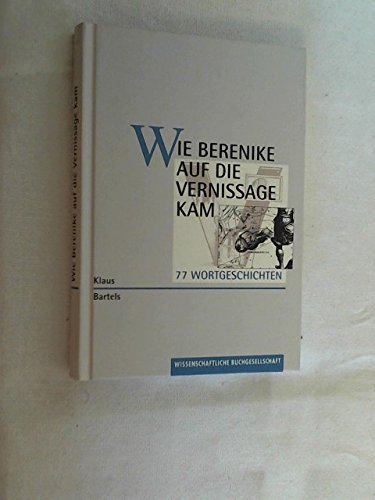 WIE BERENIKE
AUF DIE
VERNISSAGE
KAM
77 WORTGESCHICHTEN
Klaus
Bartels
WISSENSCHAFTLICHE BUCHGESELLSCHAFT
Wie Berenike auf die Vernissage kam